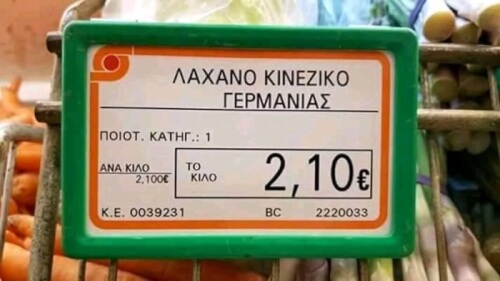 ΛΑΧΑΝΟ ΚΙΝΕΖΙΚΟ
ΓΕΡΜΑΝΙΑΣ
ΠΟΙΟΤ. ΚΑΤΗΓ.: 1
ΑΝΑ ΚΙΛΟ
2,100€
ΤΟ
ΚΙΛΟ
2,10€
Κ.Ε. 0039231 BC 2220033